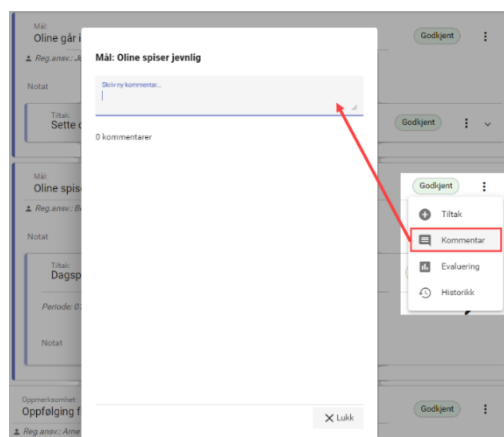 Mål:
Oline går i
Godkjent
Reg.ansv.:
Notat
Tiltak:
Sette
Godkjent
Mål: Oline spiser jevnlig
Skriv ny kommentar...
0 kommentarer
Mål:
Oline spis
Godkjent
Reg.ansv.:
Notat
Tiltak
Kommentar
Evaluering
Historikk
Tiltak:
Dagsp
Periode:
Notat
Oppmerksomhet:
Oppfølging f
Godkjent
Reg.ansv.: Arne
Lukk